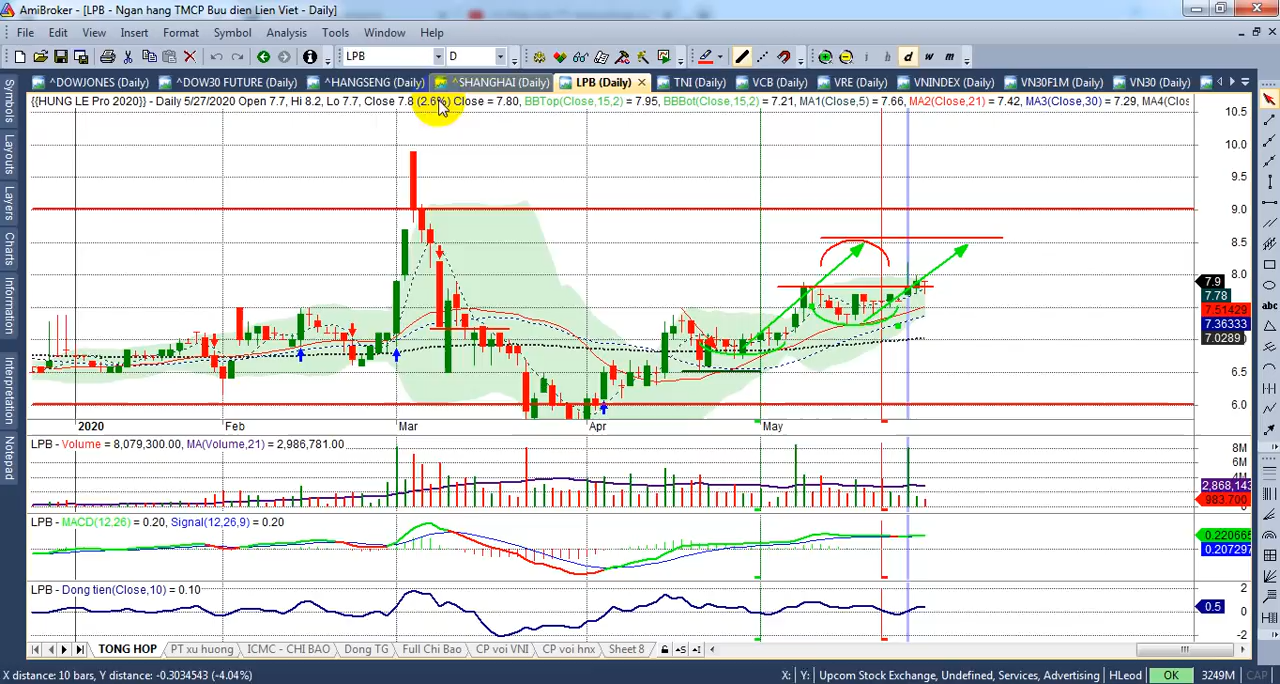 AmiBroker - [LPB - Ngan hang TMCP Buu dien Lien Viet - Daily]
File Edit View Insert Format Symbol Analysis Tools Window Help
LPB D i h d w m
^DOWJONES (Daily) ^DOW30 FUTURE (Daily) ^HANGSENG (Daily) ^SHANGHAI (Daily) LPB (Daily) TNI (Daily) VCB (Daily) VRE (Daily) VNINDEX (Daily) VN30F1M (Daily) VN30 (Daily)
{{HUNG LE Pro 2020}} - Daily 5/27/2020 Open 7.7, Hi 8.2, Lo 7.7, Close 7.8 (2.6%) Close = 7.80, BBTop(Close,15,2) = 7.95, BBBot(Close,15,2) = 7.21, MA1(Close,5) = 7.66, MA2(Close,21) = 7.42, MA3(Close,30) = 7.29, MA4(Clos
Symbols
Layouts
Layers
Charts
Information
Interpretation
Notepad
abc
10.5
10.0
9.5
9.0
8.5
8.0
7.9
7.78
7.51429
7.36333
7.0289
6.5
6.0
2020 Feb Mar Apr May
LPB - Volume = 8,079,300.00, MA(Volume,21) = 2,986,781.00
8M
6M
4M
2,868,143
983,700
LPB - MACD(12,26) = 0.20, Signal(12,26,9) = 0.20
0.220665
0.207297
LPB - Dong tien(Close,10) = 0.10
2
0.5
0
-2
TONG HOP PT xu huong ICMC - CHI BAO Dong TG Full Chi Bao CP voi VNI CP voi hnx Sheet 8
X distance: 10 bars, Y distance: -0.3034543 (-4.04%) X: Y: Upcom Stock Exchange, Undefined, Services, Advertising HLeod OK 3249M CAP